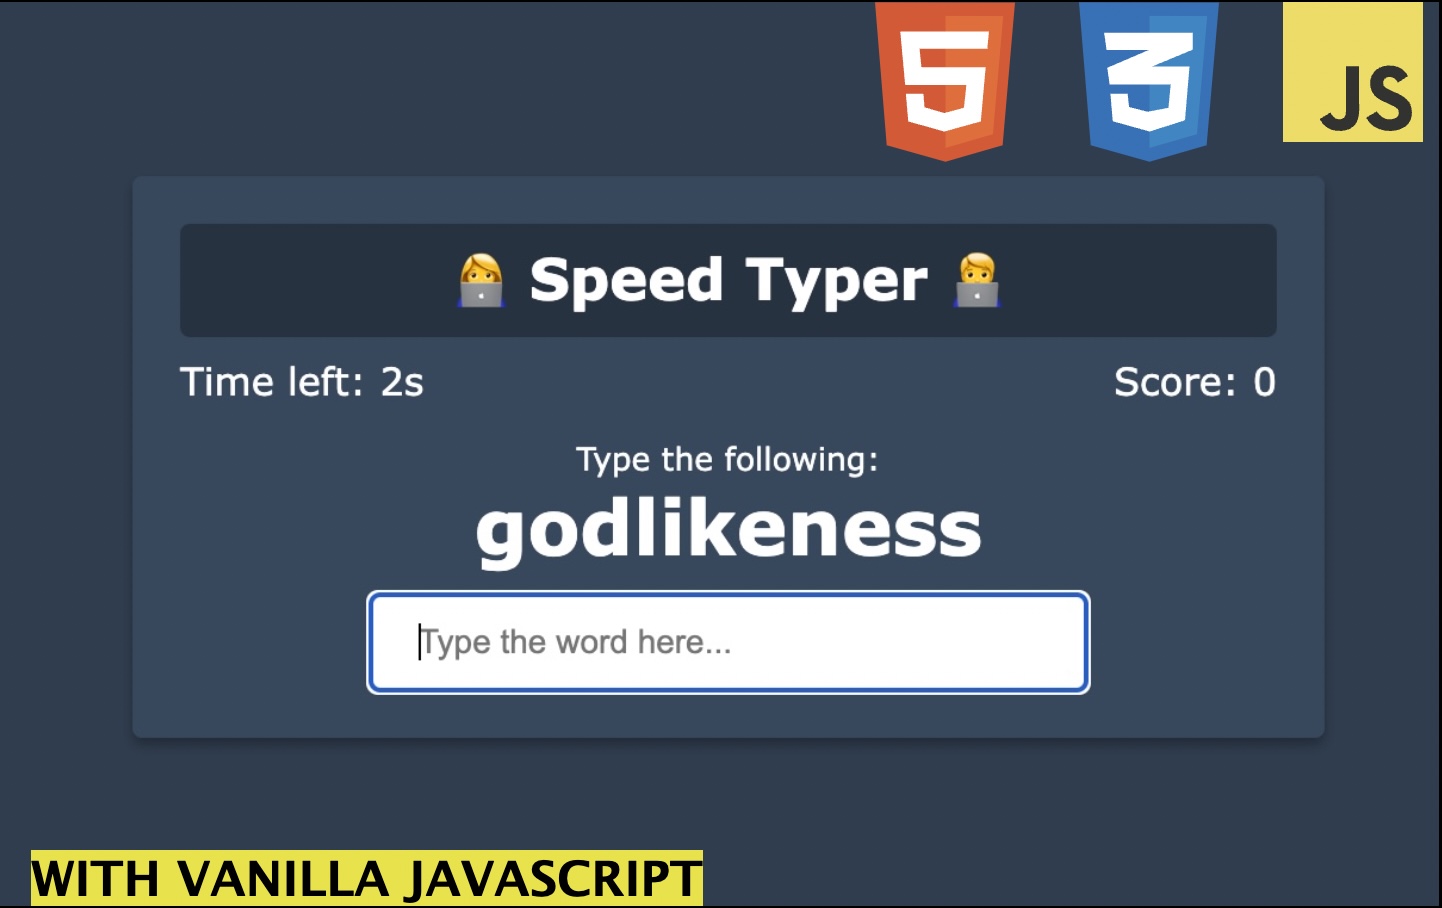 5 3 JS
👩‍💻 Speed Typer 👨‍💻
Time left: 2s Score: 0
Type the following:
godlikeness
Type the word here...
WITH VANILLA JAVASCRIPT